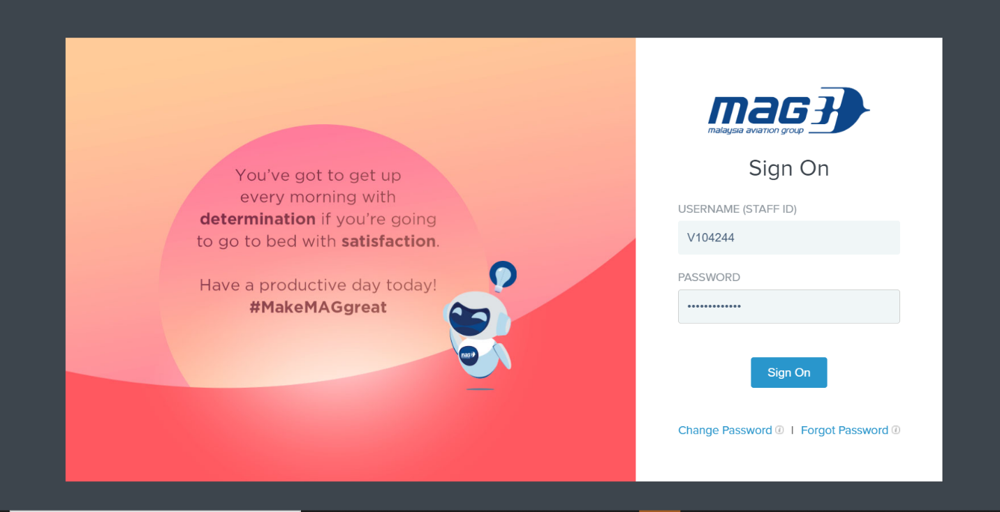 You've got to get up
every morning with
determination if you're going
to go to bed with satisfaction.
Have a productive day today!
#MakeMAGgreat
mag
mag
malaysia aviation group
Sign On
USERNAME (STAFF ID)
V104244
PASSWORD
•••••••••••••
Sign On
Change Password | Forgot Password